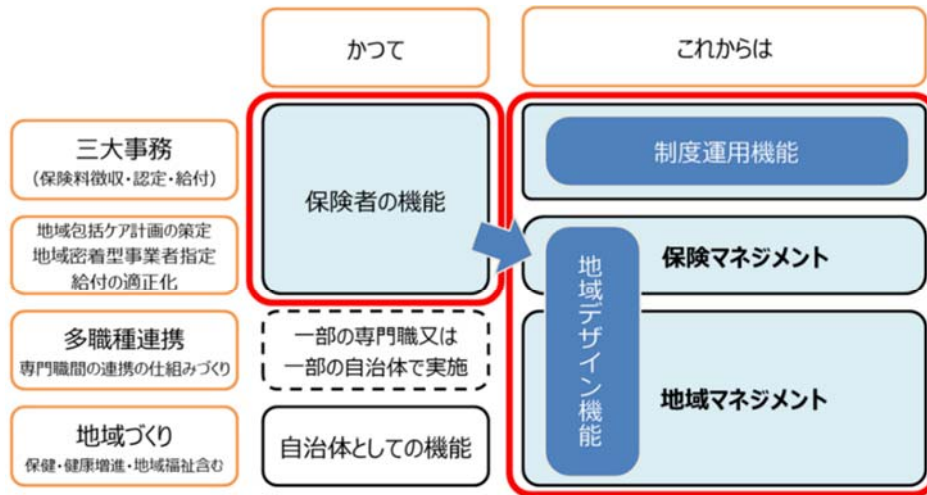 かつて
これからは
三大事務
(保険料徴収・認定・給付)
保険者の機能
制度運用機能
地域包括ケア計画の策定
地域密着型事業者指定
給付の適正化
保険マネジメント
地域デザイン機能
多職種連携
専門職間の連携の仕組みづくり
一部の専門職又は
一部の自治体で実施
地域マネジメント
地域づくり
保健・健康増進・地域福祉含む
自治体としての機能